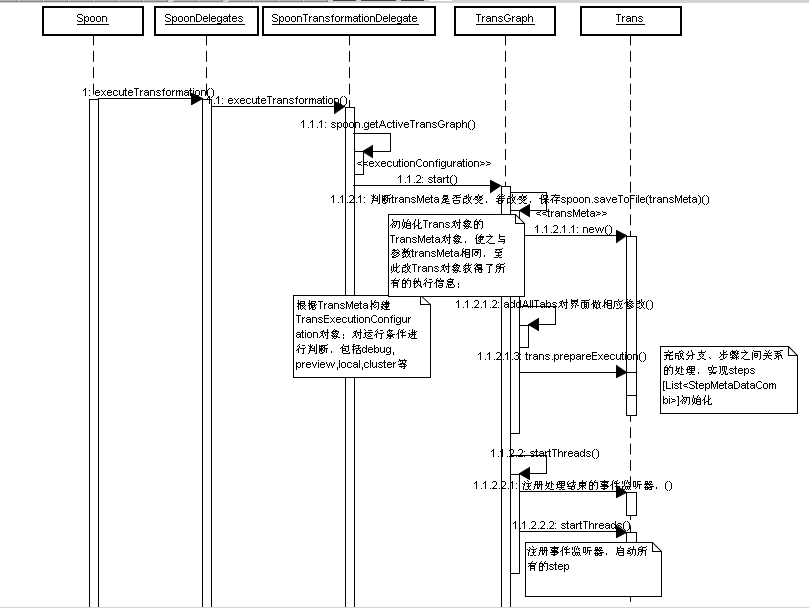 Spoon
SpoonDelegates
SpoonTransformationDelegate
TransGraph
Trans
1: executeTransformation()
1.1: executeTransformation()
1.1.1: spoon.getActiveTransGraph()
<<executionConfiguration>>
1.1.2: start()
1.1.2.1: 判断transMeta是否改变，若改变，保存spoon.saveToFile(transMeta)()
<<transMeta>>
1.1.2.1.1: new()
初始化Trans对象的
TransMeta对象，使之与
参数transMeta相同，至
此改Trans对象获得了所
有的执行信息；
根据TransMeta构建
TransExecutionConfigur
ation对象；对运行条件进
行判断，包括debug,
preview,local,cluster等
1.1.2.1.2: addAllTabs对界面做相应修改()
1.1.2.1.3: trans.prepareExecution()
完成分支、步骤之间关系
的处理，实现steps
[List<StepMetaDataCom
bi>]初始化
1.1.2.2: startThreads()
1.1.2.2.1: 注册处理结束的事件监听器，()
1.1.2.2.2: startThreads()
注册事件监听器，启动所
有的step